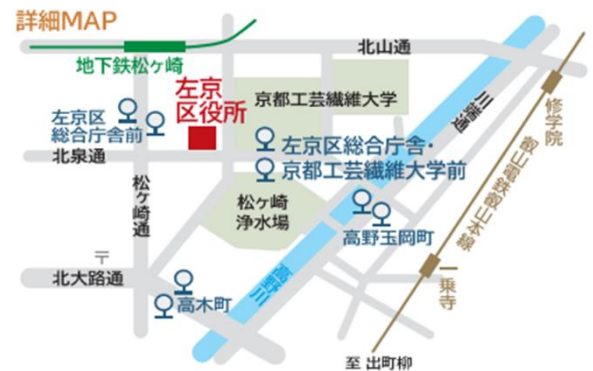 詳細MAP
北山通
地下鉄松ヶ崎
左京
区役所
京都工芸繊維大学
川端通
修学院
左京区
総合庁舎前
左京区総合庁舎・
京都工芸繊維大学前
北泉通
叡山電鉄叡山本線
松ヶ崎通
松ヶ崎
浄水場
高野玉岡町
〒
北大路通
高野川
一乗寺
高木町
至 出町柳